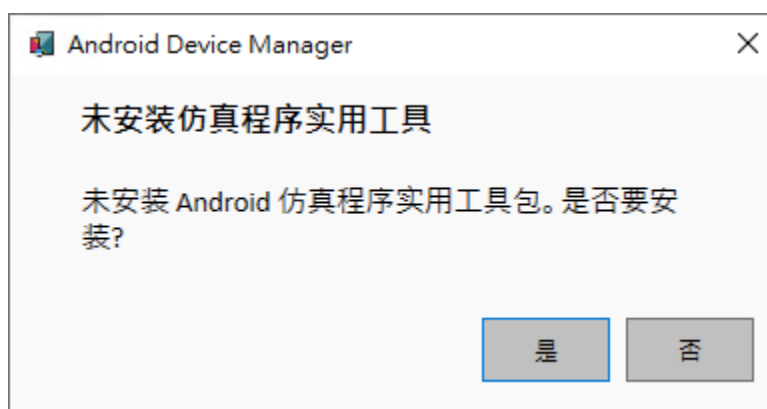 Android Device Manager
未安装仿真程序实用工具
未安装 Android 仿真程序实用工具包。是否要安
装?
是 否